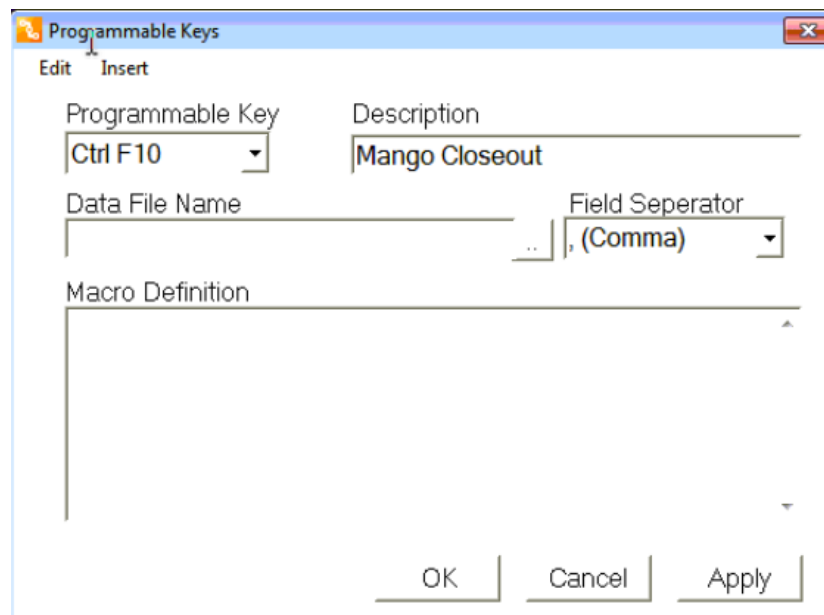 Programmable Keys
Edit Insert
Programmable Key Description
Ctrl F10 Mango Closeout
Data File Name Field Seperator
.. , (Comma)
Macro Definition
OK Cancel Apply